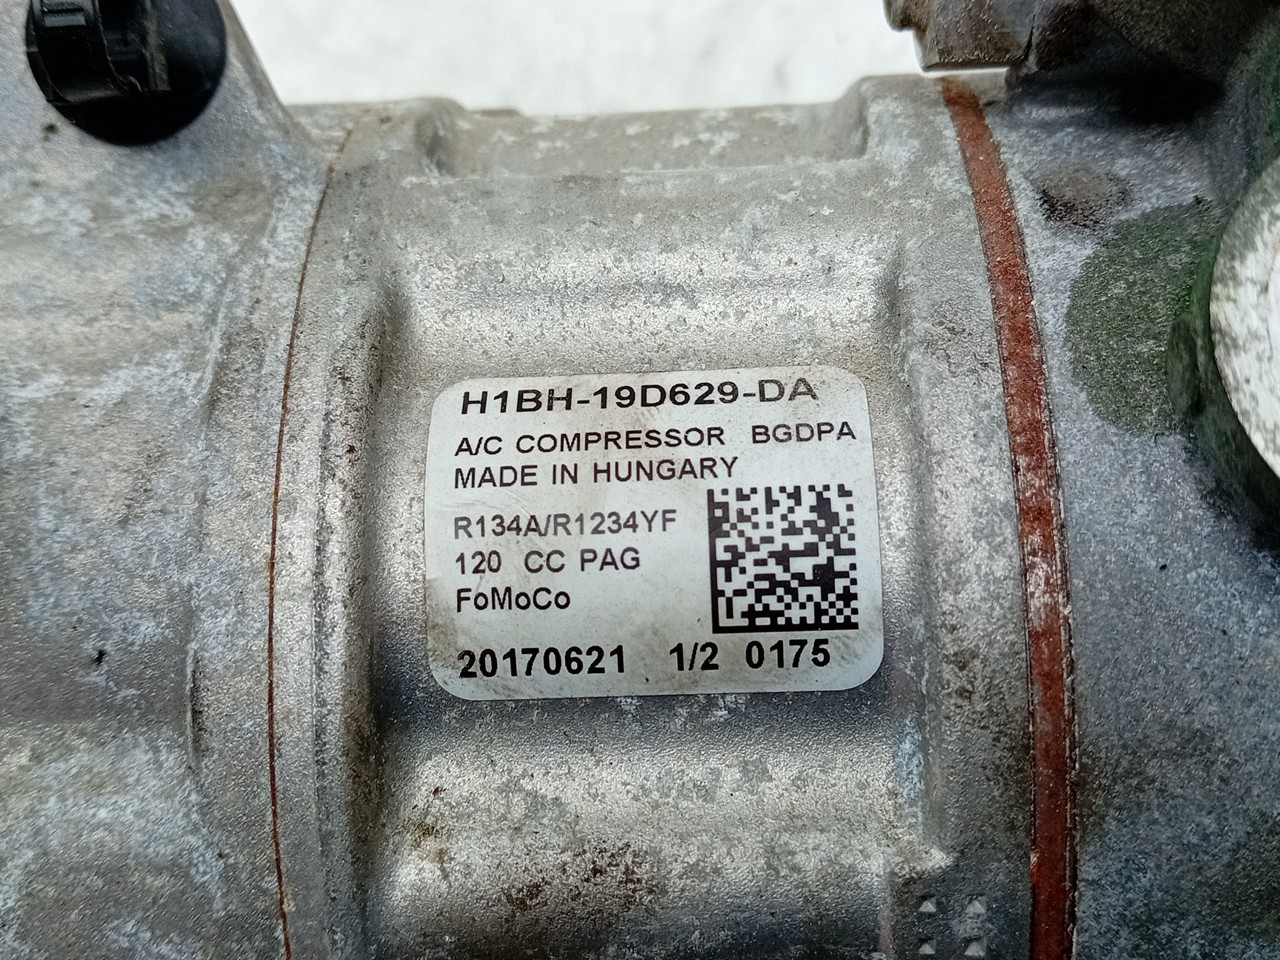 H1BH-19D629-DA
A/C COMPRESSOR BGDPA
MADE IN HUNGARY
R134A/R1234YF
120 CC PAG
FoMoCo
20170621 1/2 0175